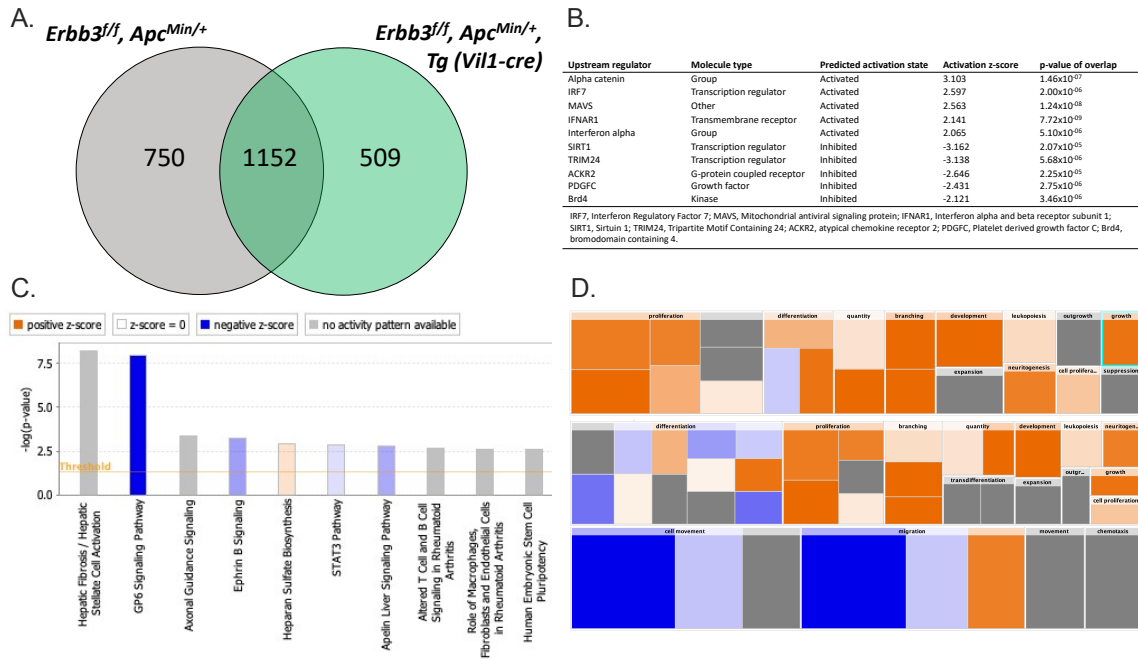 A.
Erbb3f/f, ApcMin/+
Erbb3f/f, ApcMin/+,
Tg (Vil1-cre)
750
1152
509
B.
Upstream regulator Molecule type Predicted activation state Activation z-score p-value of overlap
Alpha catenin Group Activated 3.103 1.46x10-07
IRF7 Transcription regulator Activated 2.597 2.00x10-06
MAVS Other Activated 2.563 1.24x10-08
IFNAR1 Transmembrane receptor Activated 2.141 7.72x10-09
Interferon alpha Group Activated 2.065 5.10x10-06
SIRT1 Transcription regulator Inhibited -3.162 2.07x10-05
TRIM24 Transcription regulator Inhibited -3.138 5.68x10-06
ACKR2 G-protein coupled receptor Inhibited -2.646 2.25x10-05
PDGFC Growth factor Inhibited -2.431 2.75x10-06
Brd4 Kinase Inhibited -2.121 3.46x10-06
IRF7, Interferon Regulatory Factor 7; MAVS, Mitochondrial antiviral signaling protein; IFNAR1, Interferon alpha and beta receptor subunit 1;
SIRT1, Sirtuin 1; TRIM24, Tripartite Motif Containing 24; ACKR2, atypical chemokine receptor 2; PDGFC, Platelet derived growth factor C; Brd4,
bromodomain containing 4.
C.
positive z-score z-score = 0 negative z-score no activity pattern available
-log(p-value)
7.5
5.0
2.5
0.0
Threshold
Hepatic Fibrosis / Hepatic
Stellate Cell Activation
GP6 Signaling Pathway
Axonal Guidance Signaling
Ephrin B Signaling
Heparan Sulfate Biosynthesis
STAT3 Pathway
Apelin Liver Signaling Pathway
Altered T Cell and B Cell
Signaling in Rheumatoid
Arthritis
Role of Macrophages,
Fibroblasts and Endothelial Cells
in Rheumatoid Arthritis
Human Embryonic Stem Cell
Pluripotency
D.
proliferation differentiation quantity branching development leukopoiesis outgrowth growth
expansion neuritogenesis cell prolifera... suppression
differentiation proliferation branching quantity development leukopoiesis neuritogen...
transdifferentiation expansion outgr... growth
cell proliferation
cell movement migration movement chemotaxis